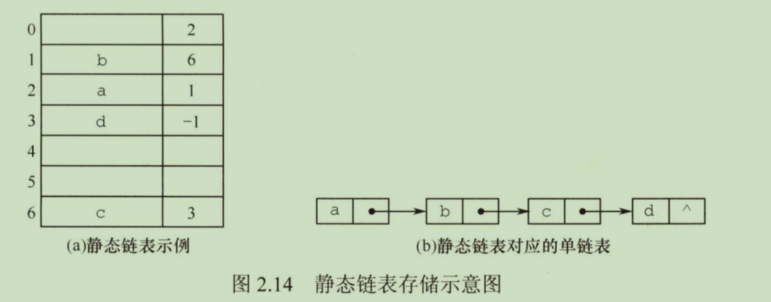 0 2
1 b 6
2 a 1
3 d -1
4
5
6 c 3
(a)静态链表示例
a b c d ^
(b)静态链表对应的单链表
图 2.14 静态链表存储示意图